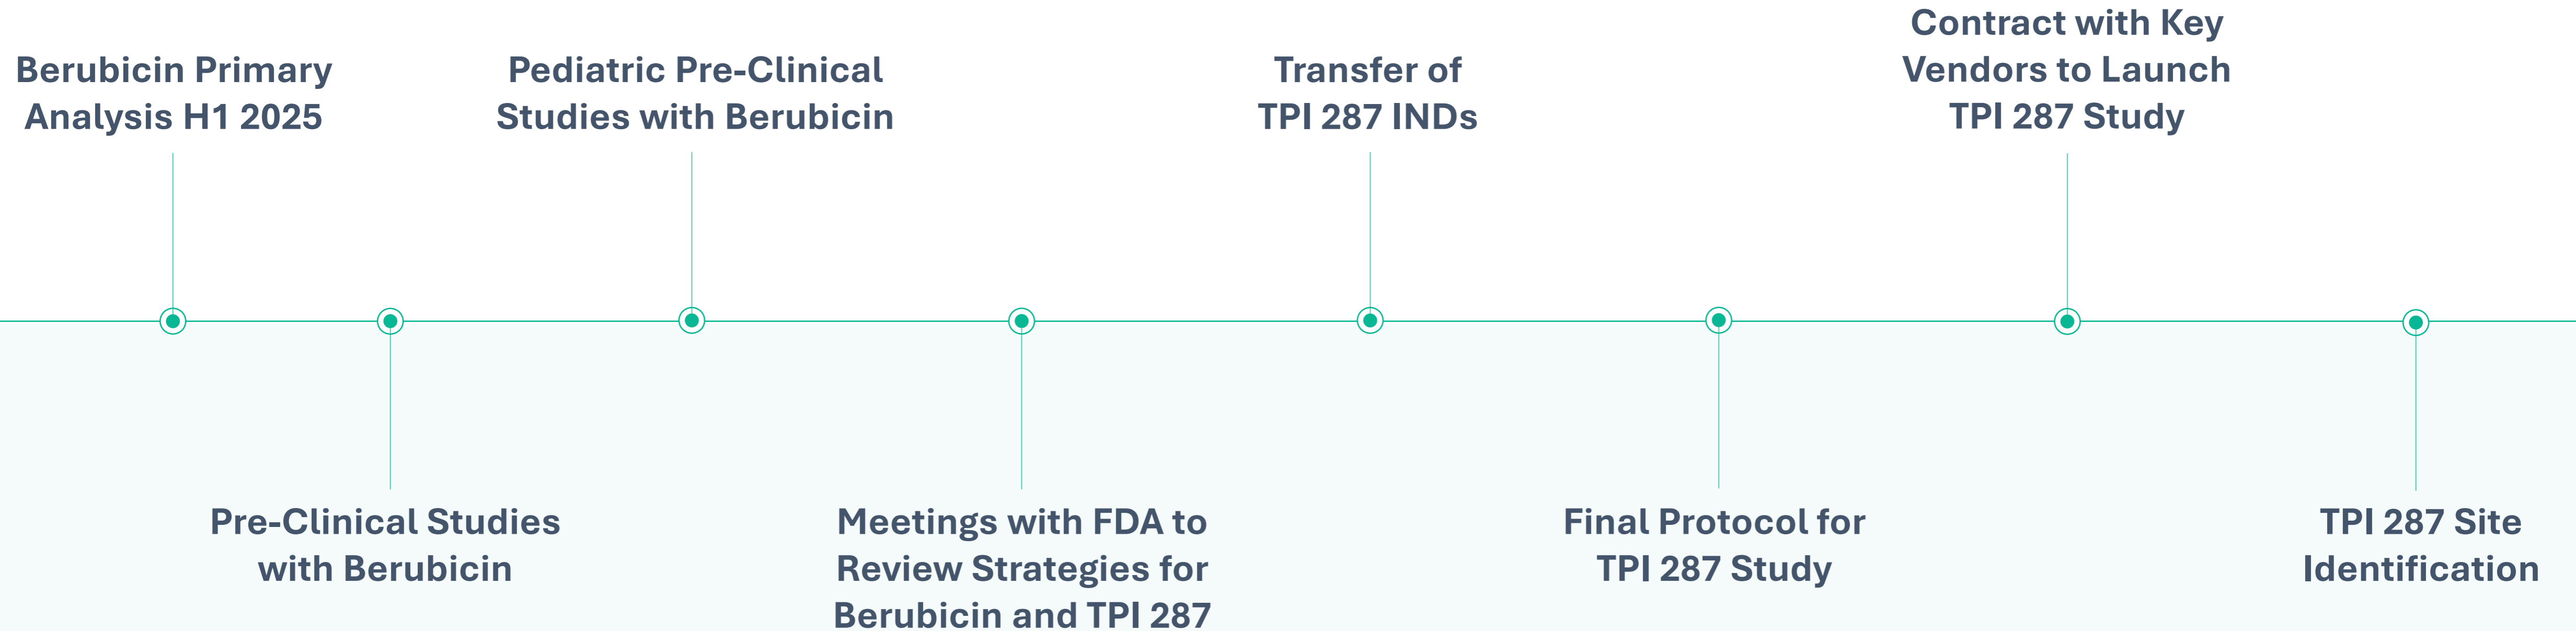 Berubicin Primary
Analysis H1 2025
Pre-Clinical Studies
with Berubicin
Pediatric Pre-Clinical
Studies with Berubicin
Meetings with FDA to
Review Strategies for
Berubicin and TPI 287
Transfer of
TPI 287 INDs
Final Protocol for
TPI 287 Study
Contract with Key
Vendors to Launch
TPI 287 Study
TPI 287 Site
Identification